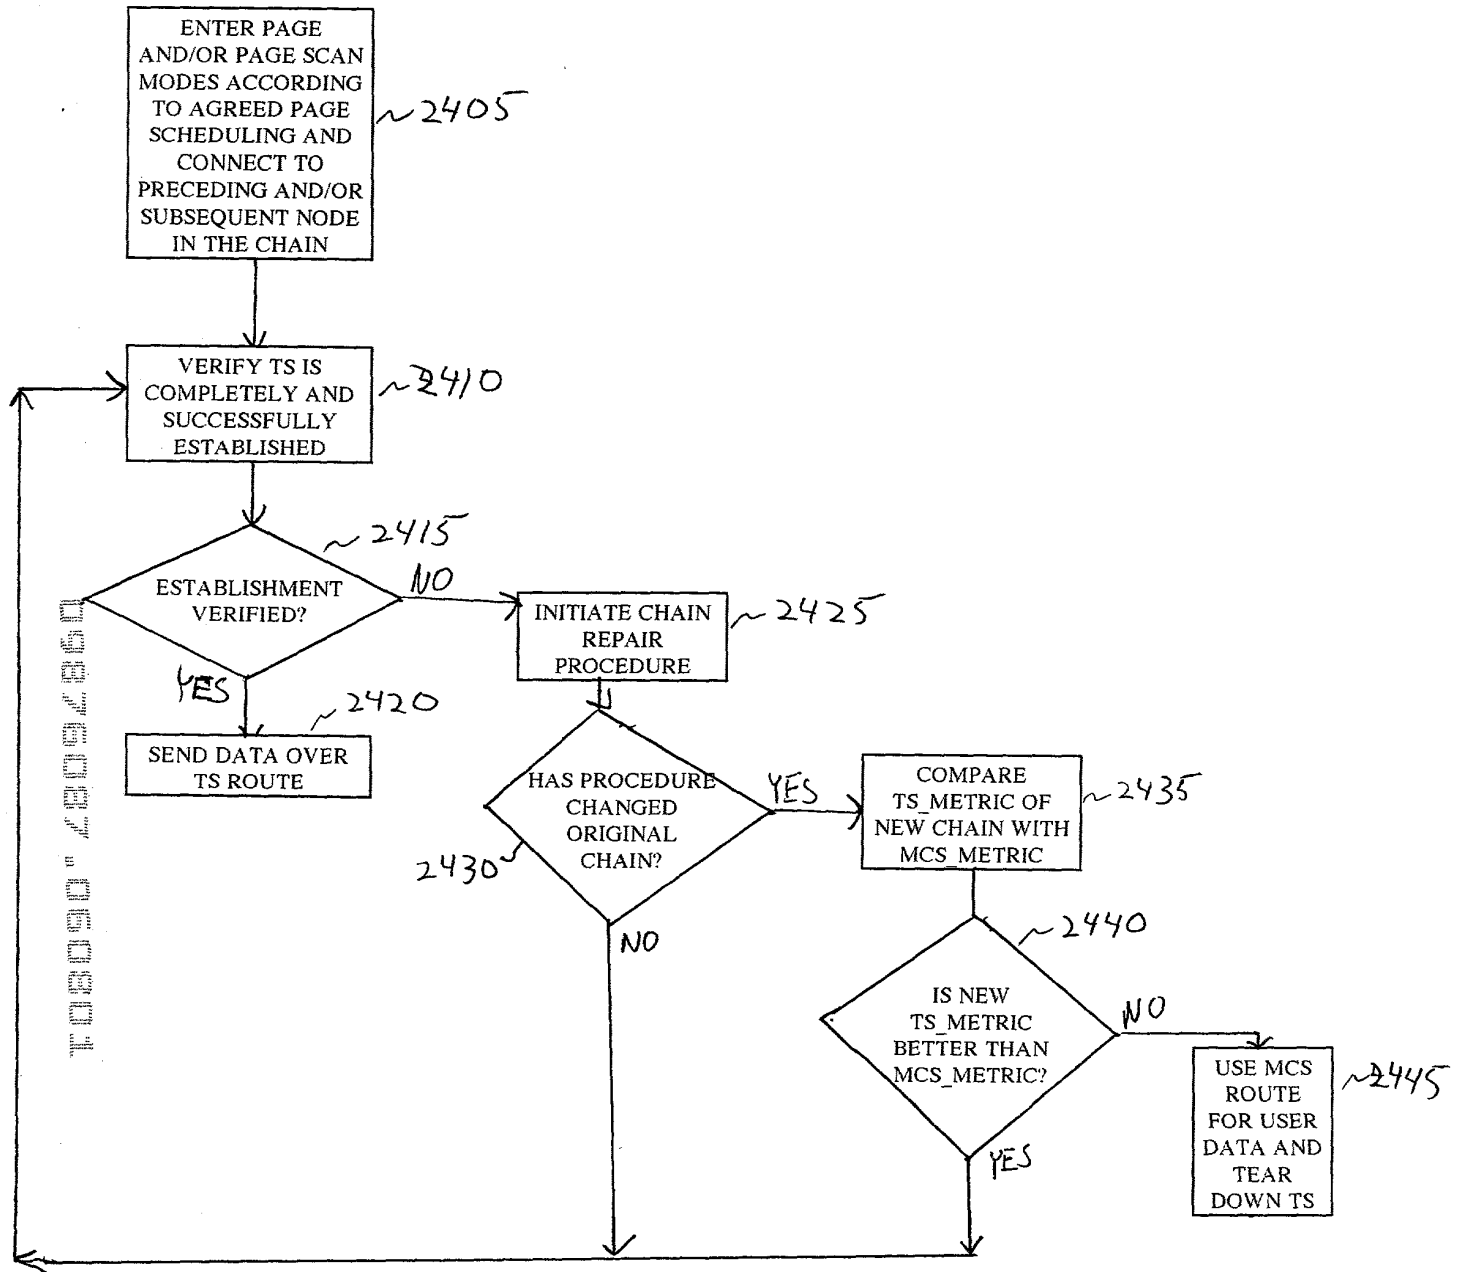 ENTER PAGE
AND/OR PAGE SCAN
MODES ACCORDING
TO AGREED PAGE
SCHEDULING AND
CONNECT TO
PRECEDING AND/OR
SUBSEQUENT NODE
IN THE CHAIN
2405
VERIFY TS IS
COMPLETELY AND
SUCCESSFULLY
ESTABLISHED
2410
ESTABLISHMENT
VERIFIED?
2415
NO
YES
2420
SEND DATA OVER
TS ROUTE
INITIATE CHAIN
REPAIR
PROCEDURE
2425
HAS PROCEDURE
CHANGED
ORIGINAL
CHAIN?
2430
YES
NO
COMPARE
TS_METRIC OF
NEW CHAIN WITH
MCS_METRIC
2435
2440
IS NEW
TS_METRIC
BETTER THAN
MCS_METRIC?
NO
YES
USE MCS
ROUTE
FOR USER
DATA AND
TEAR
DOWN TS
2445
09876087.060801